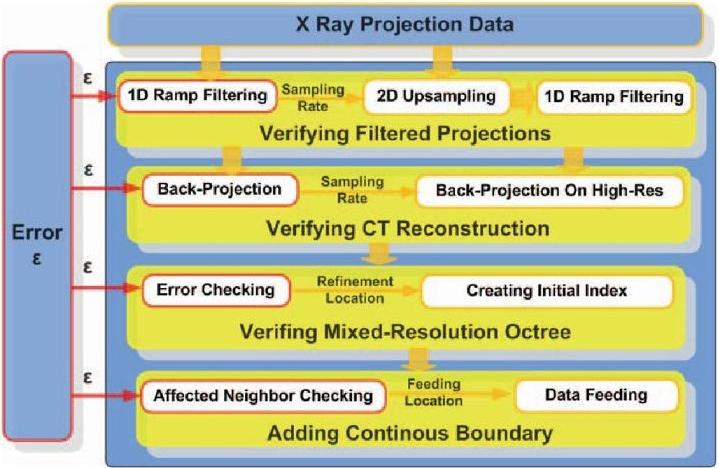 X Ray Projection Data
Error
ε
ε
1D Ramp Filtering
Sampling
Rate
2D Upsampling
1D Ramp Filtering
Verifying Filtered Projections
ε
Back-Projection
Sampling
Rate
Back-Projection On High-Res
Verifying CT Reconstruction
ε
Error Checking
Refinement
Location
Creating Initial Index
Verifing Mixed-Resolution Octree
ε
Affected Neighbor Checking
Feeding
Location
Data Feeding
Adding Continous Boundary